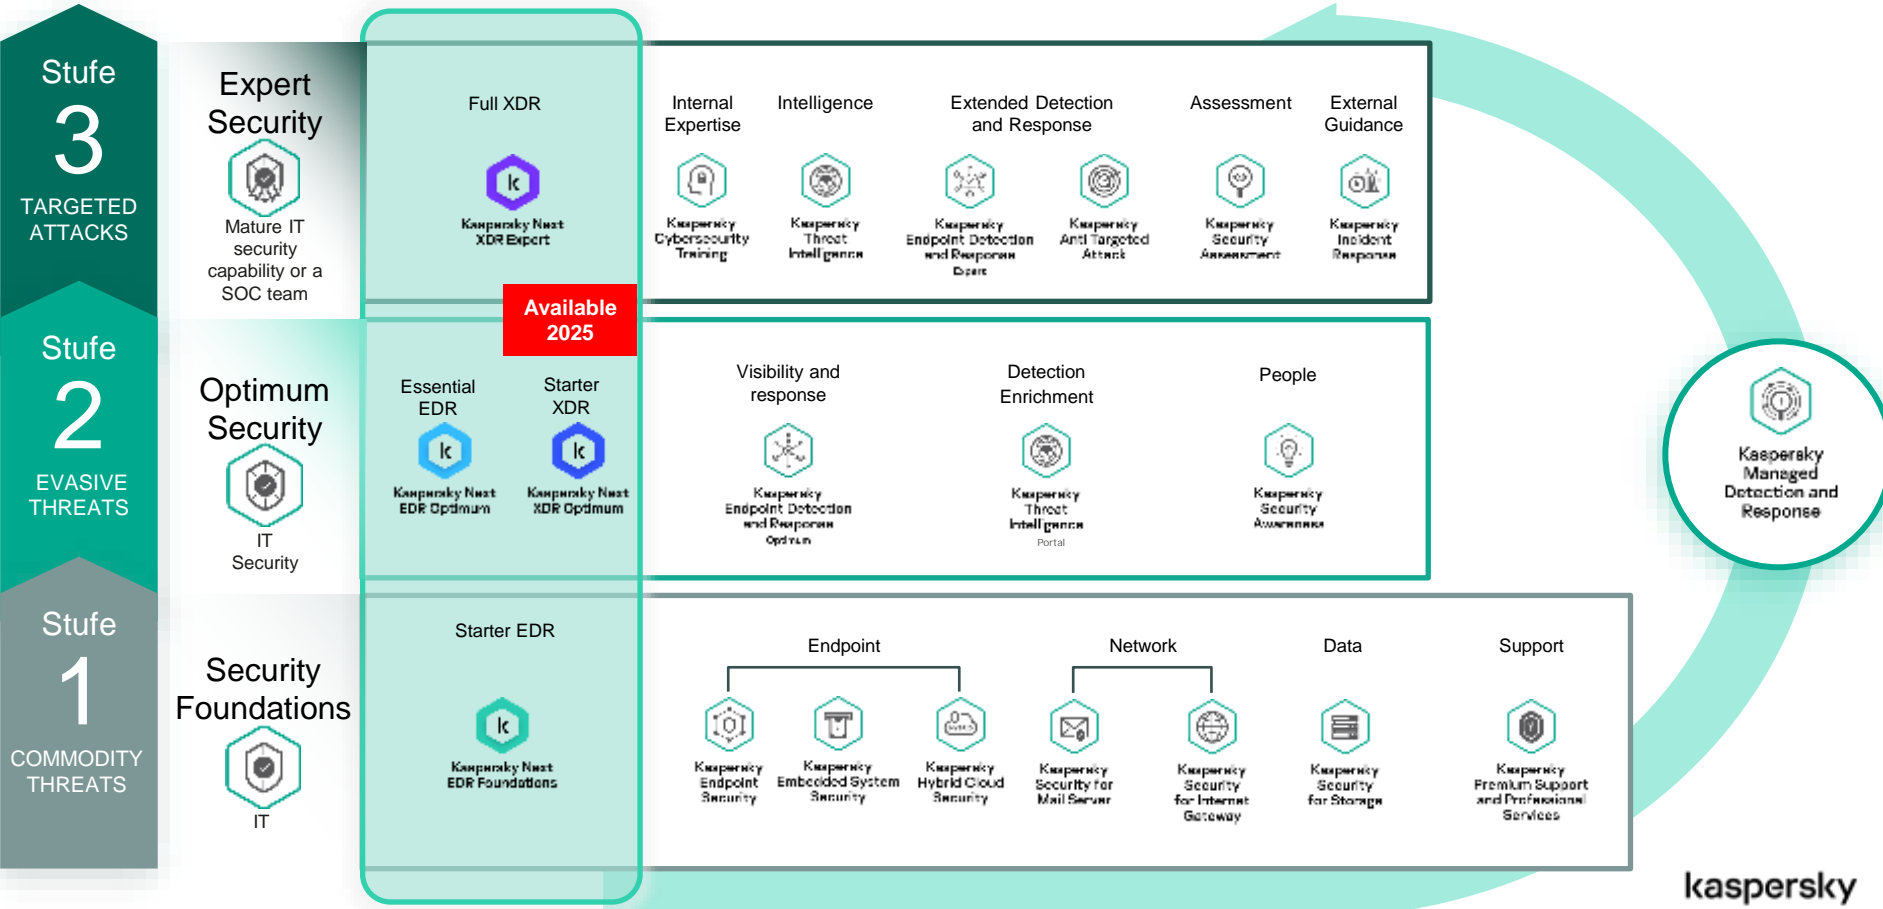 Stufe
3
TARGETED
ATTACKS
Expert
Security
Mature IT
security
capability or a
SOC team
Full XDR
Kaspersky Next
XDR Expert
Internal
Expertise
Kaspersky
Cybersecurity
Training
Intelligence
Kaspersky
Threat
Intelligence
Extended Detection
and Response
Kaspersky
Endpoint Detection
and Response
Expert
Kaspersky
Anti Targeted
Attack
Assessment
Kaspersky
Security
Assessment
External
Guidance
Kaspersky
Incident
Response
Available
2025
Stufe
2
EVASIVE
THREATS
Optimum
Security
IT
Security
Essential
EDR
Kaspersky Next
EDR Optimum
Starter
XDR
Kaspersky Next
XDR Optimum
Visibility and
response
Kaspersky
Endpoint Detection
and Response
Optimum
Detection
Enrichment
Kaspersky
Threat
Intelligence
Portal
People
Kaspersky
Security
Awareness
Kaspersky
Managed
Detection and
Response
Stufe
1
COMMODITY
THREATS
Security
Foundations
IT
Starter EDR
Kaspersky Next
EDR Foundations
Endpoint
Kaspersky
Endpoint
Security
Kaspersky
Embedded System
Security
Kaspersky
Hybrid Cloud
Security
Network
Kaspersky
Security for
Mail Server
Kaspersky
Security
for Internet
Gateway
Data
Kaspersky
Security
for Storage
Support
Kaspersky
Premium Support
and Professional
Services
kaspersky